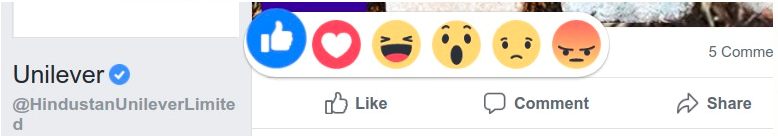 Unilever
@HindustanUnileverLimite
d
5 Comme
Like
Comment
Share